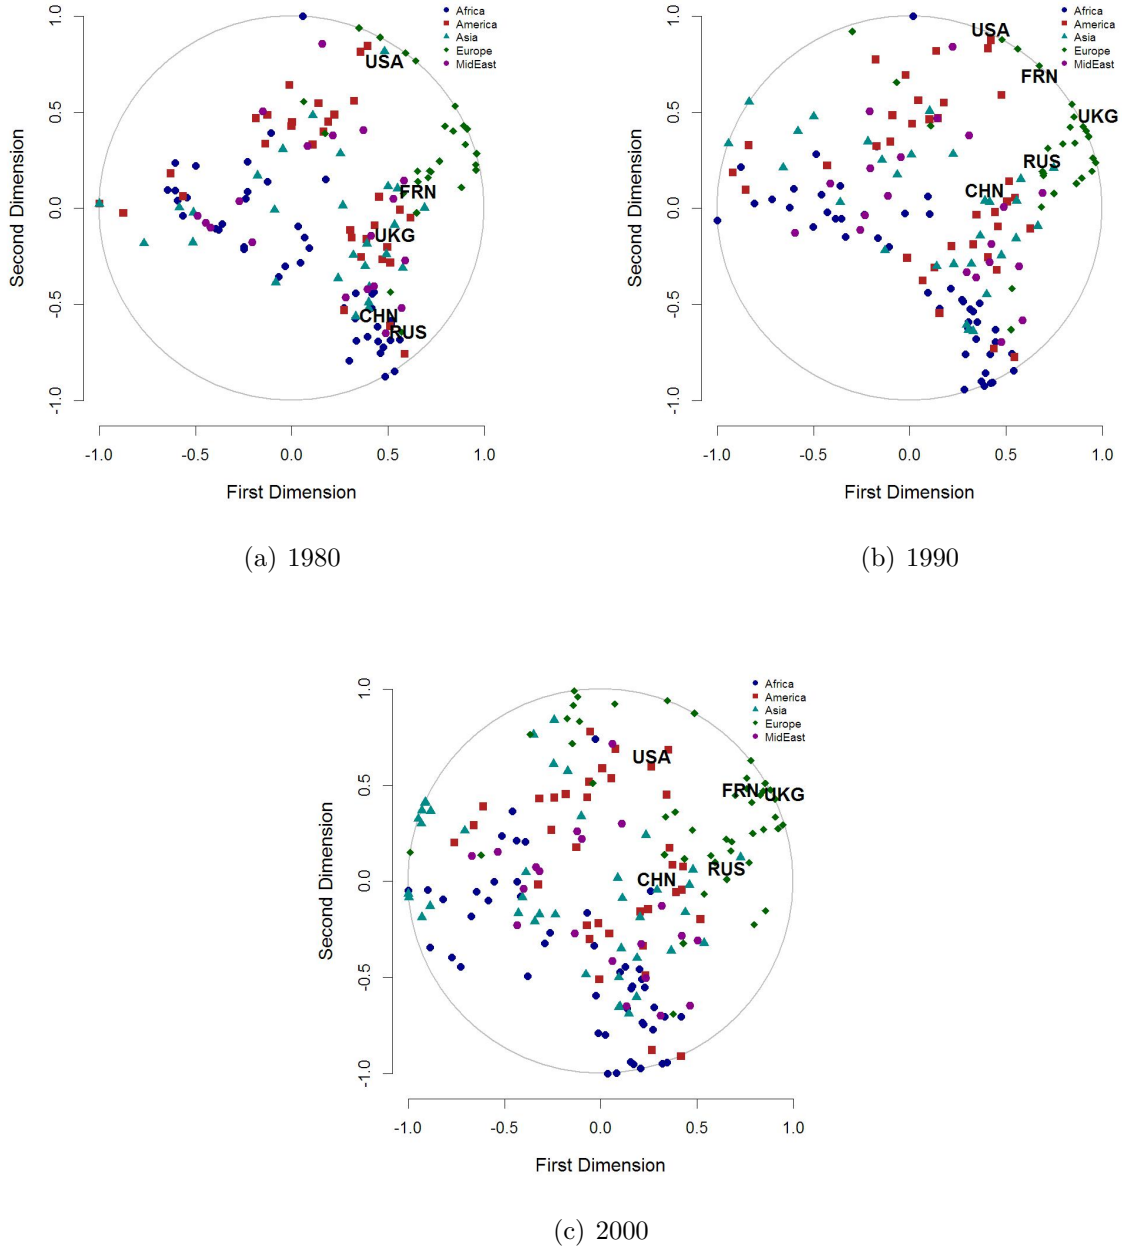 1.0
0.5
0.0
-0.5
-1.0
Second Dimension
-1.0 -0.5 0.0 0.5 1.0
First Dimension
Africa
America
Asia
Europe
MidEast
USA
FRN
UKG
CHN
RUS
(a) 1980
1.0
0.5
0.0
-0.5
-1.0
Second Dimension
-1.0 -0.5 0.0 0.5 1.0
First Dimension
Africa
America
Asia
Europe
MidEast
USA
FRN
UKG
RUS
CHN
(b) 1990
1.0
0.5
0.0
-0.5
-1.0
Second Dimension
-1.0 -0.5 0.0 0.5 1.0
First Dimension
Africa
America
Asia
Europe
MidEast
USA
FRN UKG
RUS
CHN
(c) 2000